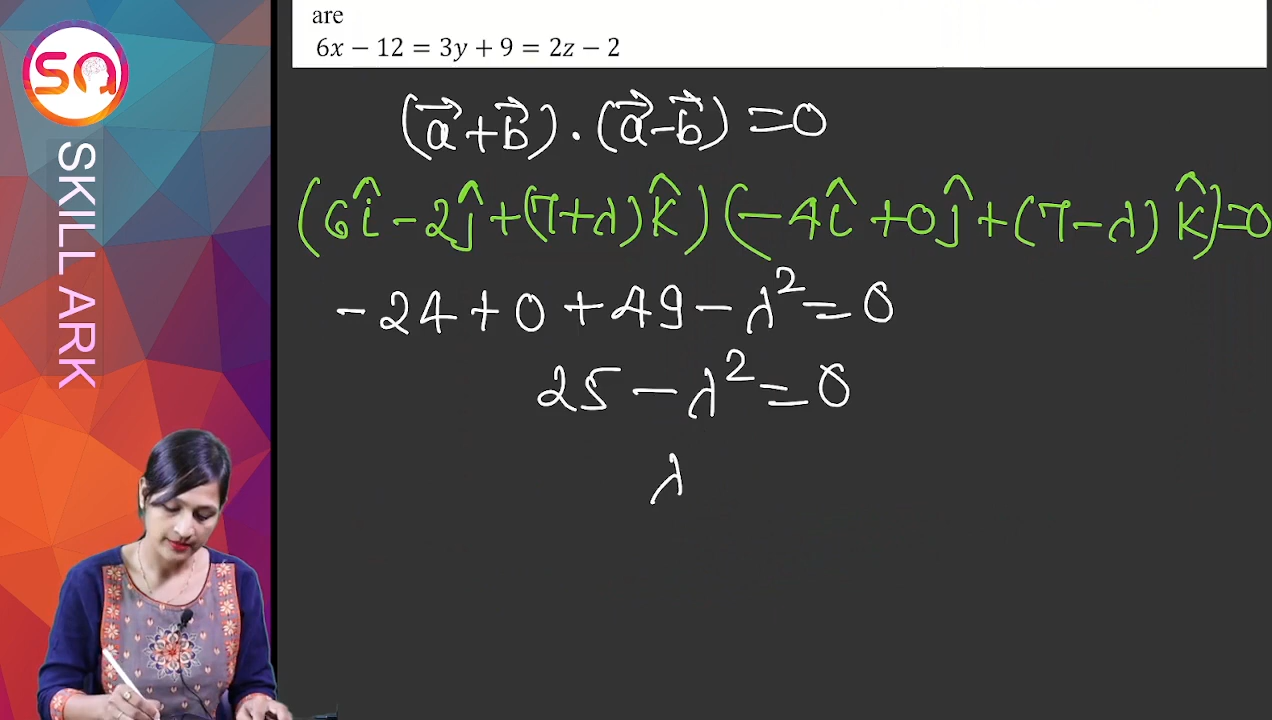 are
6x − 12 = 3y + 9 = 2z − 2
SA
SKILL ARK
(a⃗+b⃗).(a⃗-b⃗) =0
(6î-2ĵ+(7+λ)k̂)(-4î+0ĵ+(7-λ)k̂)=0
-24+0+49-λ²=0
25-λ²=0
λ